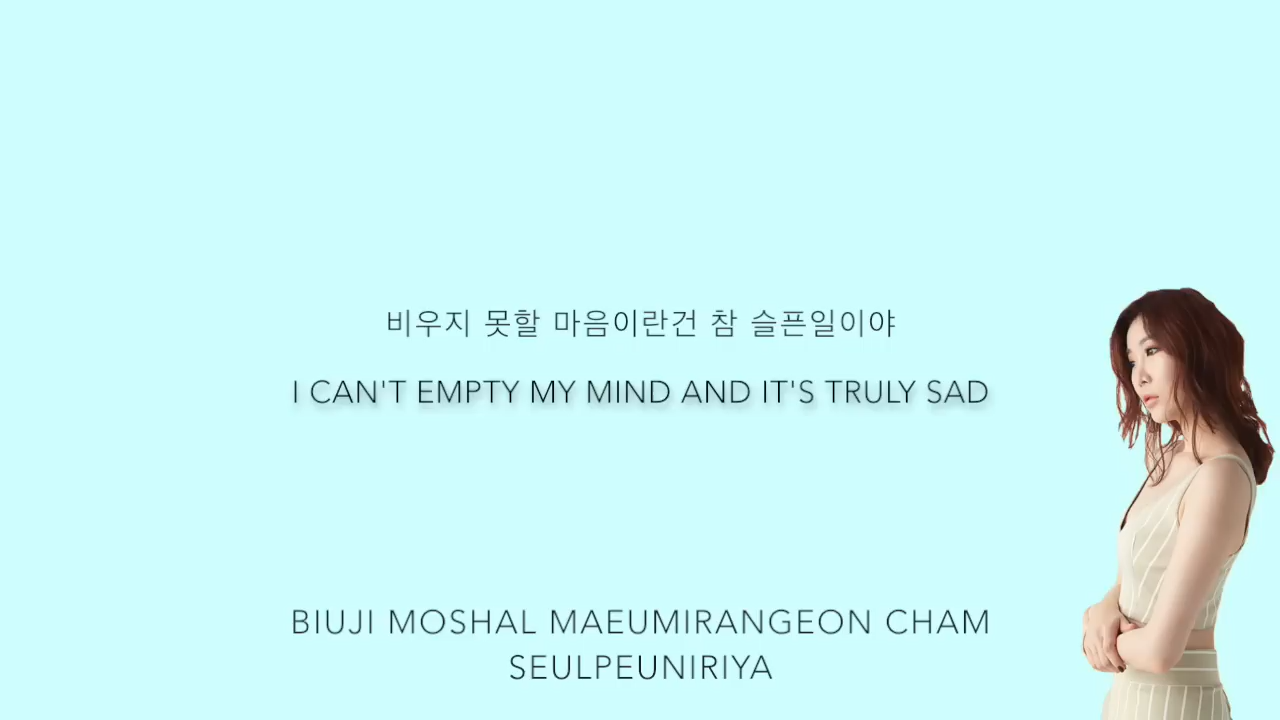 비우지 못할 마음이란건 참 슬픈일이야
I CAN'T EMPTY MY MIND AND IT'S TRULY SAD
BIUJI MOSHAL MAEUMIRANGEON CHAM
SEULPEUNIRIYA